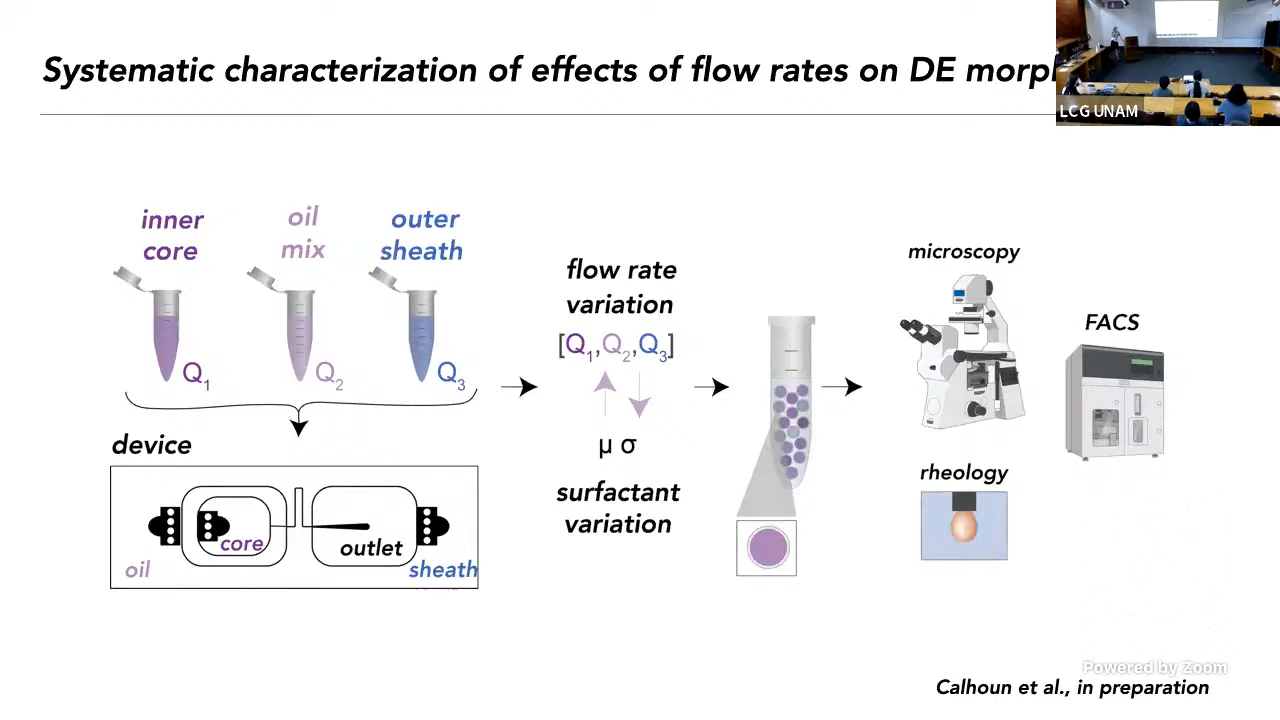 Systematic characterization of effects of flow rates on DE morph
LCG UNAM
inner
core
oil
mix
outer
sheath
Q1
Q2
Q3
device
core
outlet
oil
sheath
flow rate
variation
[Q1,Q2,Q3]
μ σ
surfactant
variation
microscopy
FACS
rheology
Powered by Zoom
Calhoun et al., in preparation